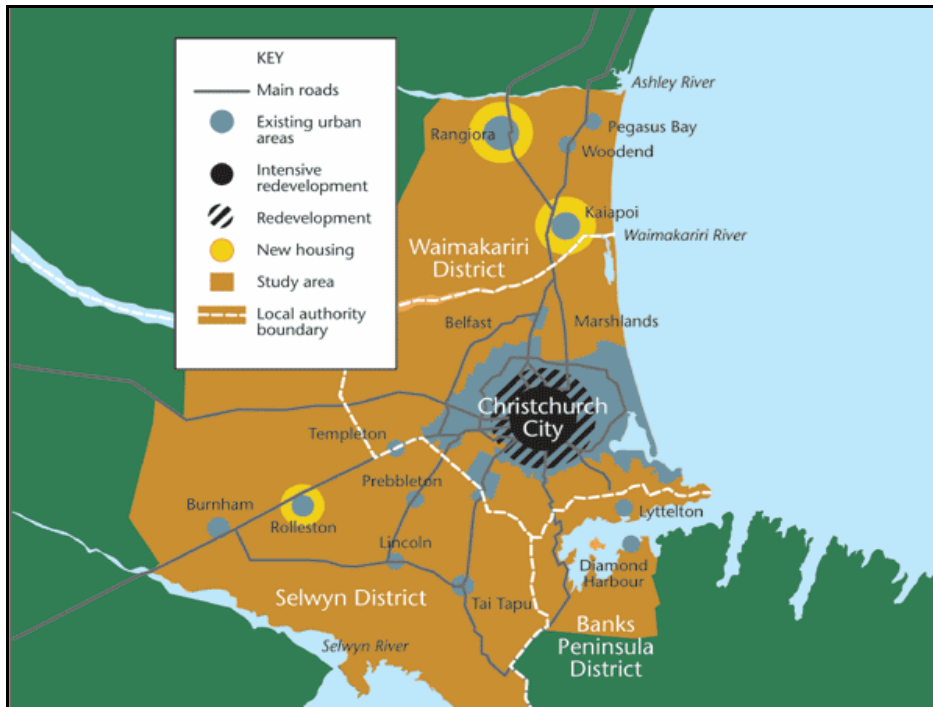 KEY
Main roads
Existing urban
areas
Intensive
redevelopment
Redevelopment
New housing
Study area
Local authority
boundary
Ashley River
Rangiora
Pegasus Bay
Woodend
Kaiapoi
Waimakariri River
Waimakariri
District
Belfast
Marshlands
Christchurch
City
Templeton
Prebbleton
Burnham
Rolleston
Lincoln
Lyttelton
Diamond
Harbour
Selwyn District
Tai Tapu
Banks
Peninsula
District
Selwyn River